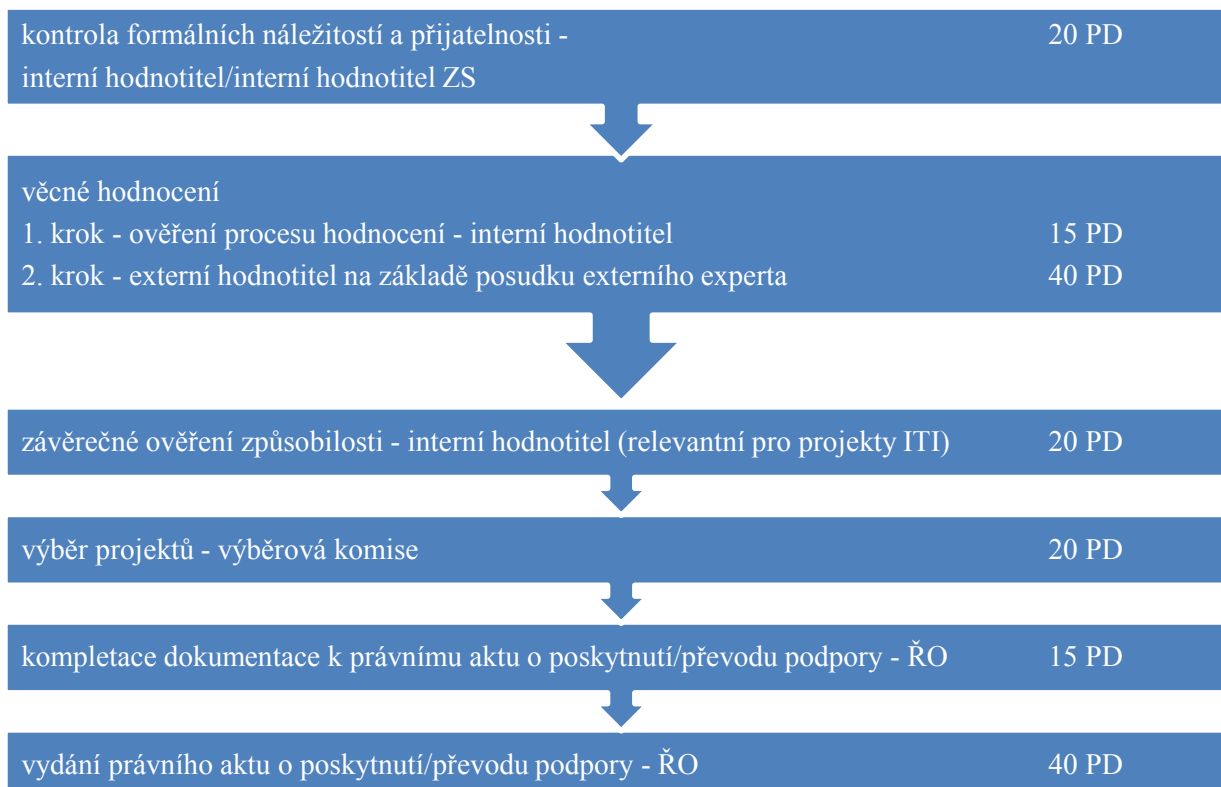 kontrola formálních náležitostí a přijatelnosti - 20 PD
interní hodnotitel/interní hodnotitel ZS
věcné hodnocení
1. krok - ověření procesu hodnocení - interní hodnotitel 15 PD
2. krok - externí hodnotitel na základě posudku externího experta 40 PD
závěrečné ověření způsobilosti - interní hodnotitel (relevantní pro projekty ITI) 20 PD
výběr projektů - výběrová komise 20 PD
kompletace dokumentace k právnímu aktu o poskytnutí/převodu podpory - ŘO 15 PD
vydání právního aktu o poskytnutí/převodu podpory - ŘO 40 PD